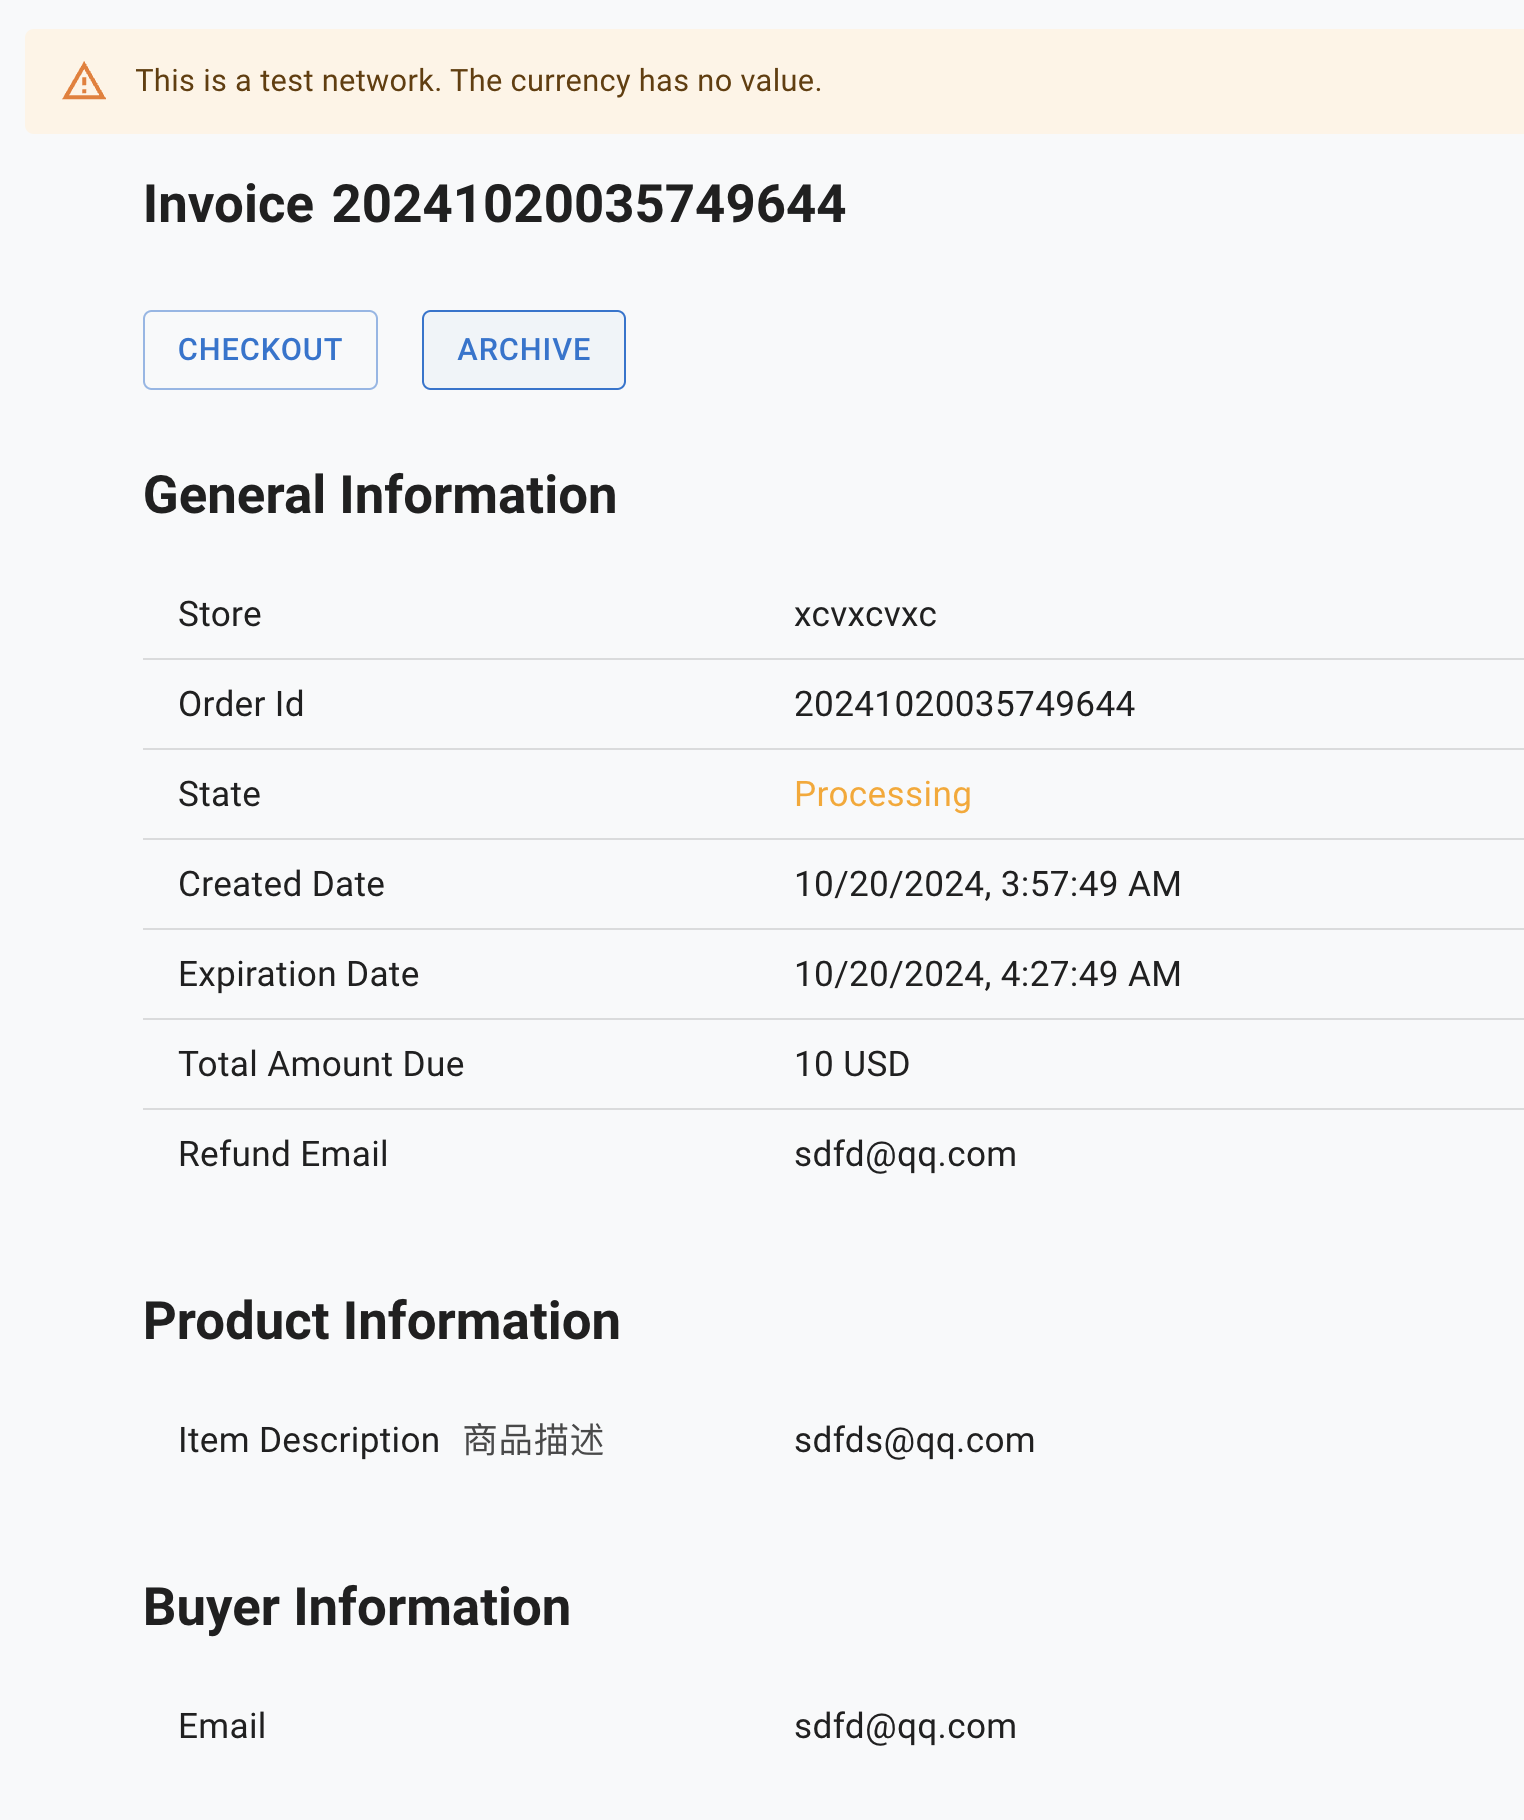 This is a test network. The currency has no value.
Invoice 20241020035749644
CHECKOUT ARCHIVE
General Information
Store xcvxcvxc
Order Id 20241020035749644
State Processing
Created Date 10/20/2024, 3:57:49 AM
Expiration Date 10/20/2024, 4:27:49 AM
Total Amount Due 10 USD
Refund Email sdfd@qq.com
Product Information
Item Description 商品描述 sdfds@qq.com
Buyer Information
Email sdfd@qq.com